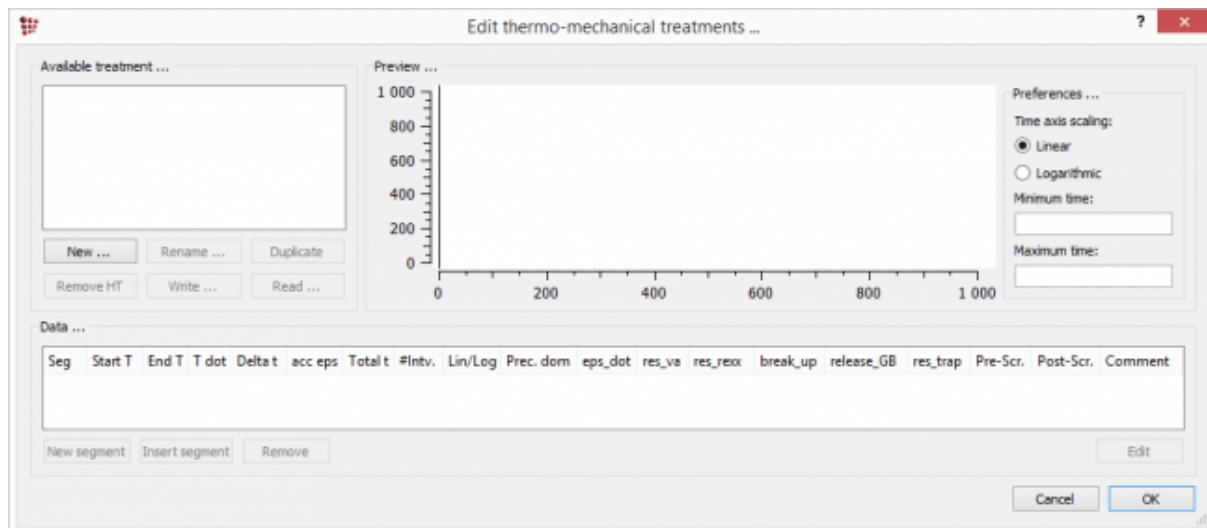 Edit thermo-mechanical treatments ...
?
×
Available treatment ...
New ... Rename ... Duplicate
Remove HT Write ... Read ...
Preview ...
1 000
800
600
400
200
0
0 200 400 600 800 1 000
Preferences ...
Time axis scaling:
Linear
Logarithmic
Minimum time:
Maximum time:
Data ...
Seg Start T End T T dot Delta t acc eps Total t #Intv. Lin/Log Prec. dom eps_dot res_va res_rexx break_up release_GB res_trap Pre-Scr. Post-Scr. Comment
New segment Insert segment Remove Edit
Cancel OK